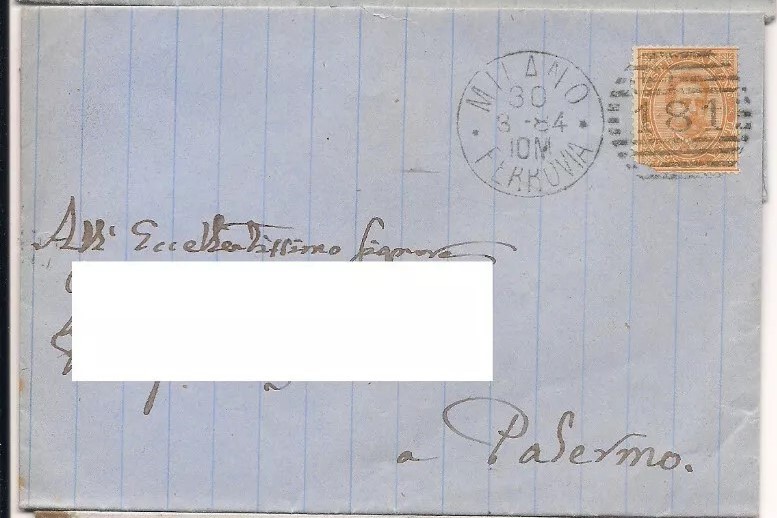 MILANO
30
8-84
10M
* FERROVIA *
81
All' Eccellentissimo Signore
a Palermo.